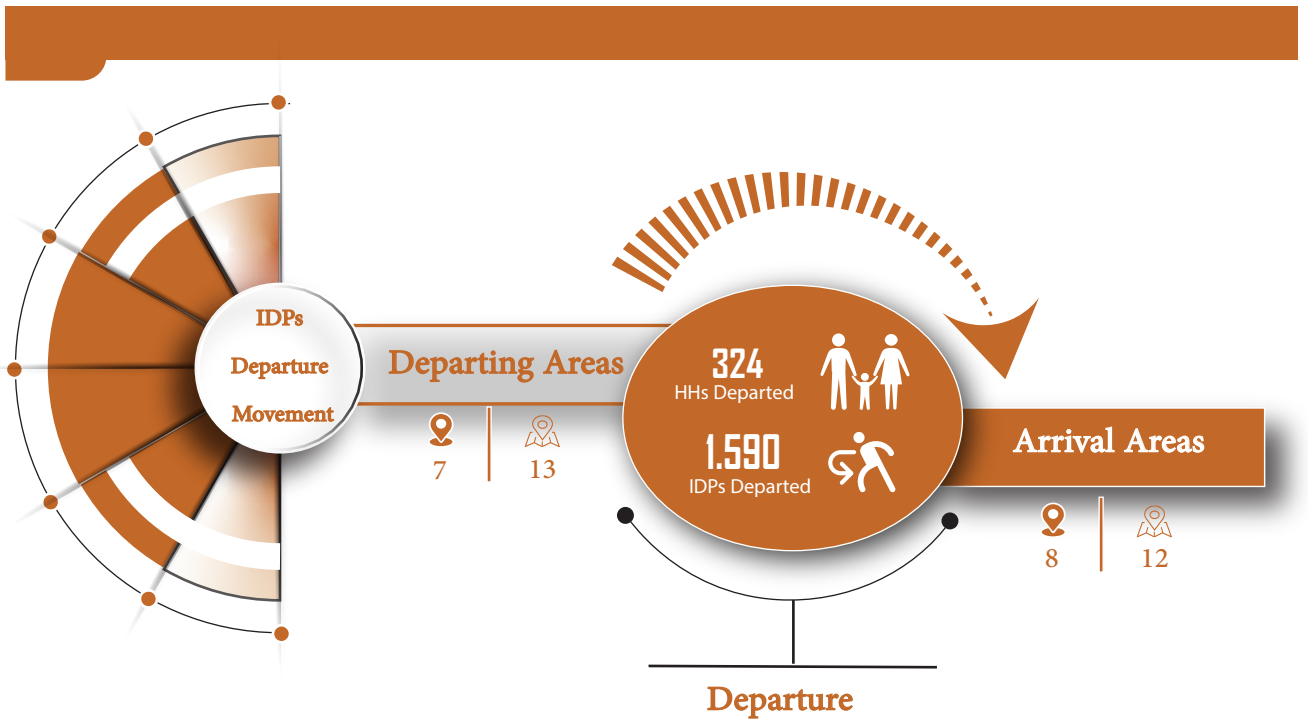 IDPs
Departure
Movement
Departing Areas
7
13
324
HHs Departed
1.590
IDPs Departed
Arrival Areas
8
12
Departure